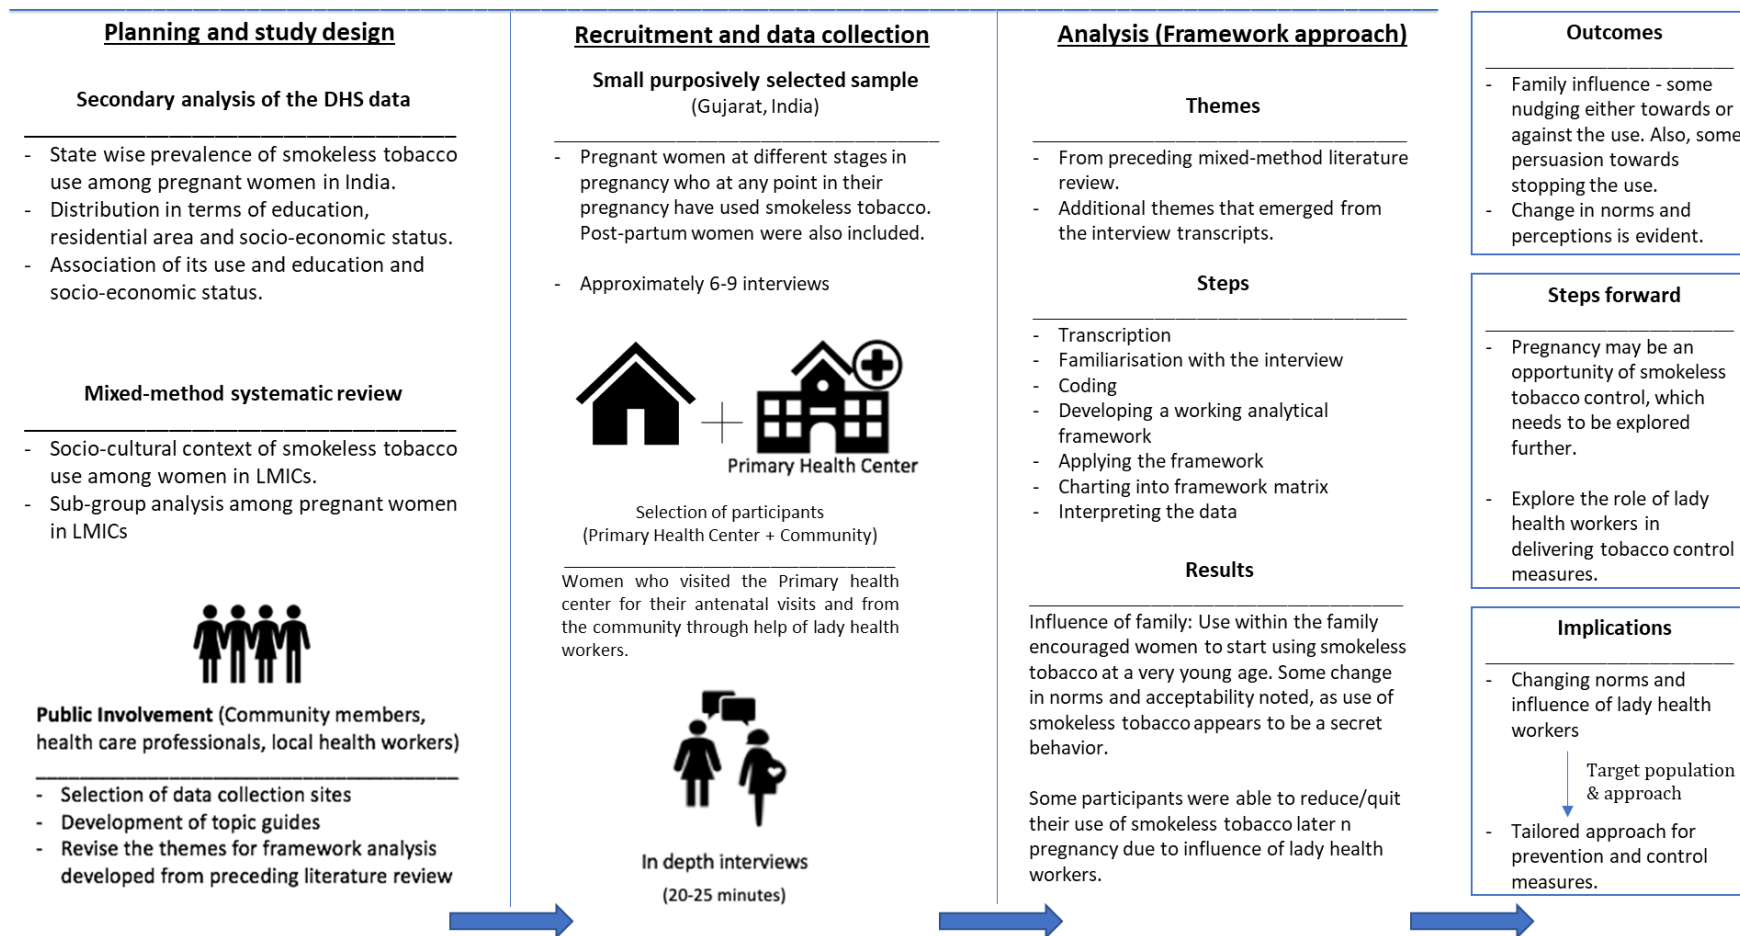 Planning and study design
Secondary analysis of the DHS data
- State wise prevalence of smokeless tobacco
use among pregnant women in India.
- Distribution in terms of education,
residential area and socio-economic status.
- Association of its use and education and
socio-economic status.
Mixed-method systematic review
- Socio-cultural context of smokeless tobacco
use among women in LMICs.
- Sub-group analysis among pregnant women
in LMICs
Public Involvement (Community members,
health care professionals, local health workers)
- Selection of data collection sites
- Development of topic guides
- Revise the themes for framework analysis
developed from preceding literature review
Recruitment and data collection
Small purposively selected sample
(Gujarat, India)
- Pregnant women at different stages in
pregnancy who at any point in their
pregnancy have used smokeless tobacco.
Post-partum women were also included.
- Approximately 6-9 interviews
Primary Health Center
Selection of participants
(Primary Health Center + Community)
Women who visited the Primary health
center for their antenatal visits and from
the community through help of lady health
workers.
In depth interviews
(20-25 minutes)
Analysis (Framework approach)
Themes
- From preceding mixed-method literature
review.
- Additional themes that emerged from
the interview transcripts.
Steps
- Transcription
- Familiarisation with the interview
- Coding
- Developing a working analytical
framework
- Applying the framework
- Charting into framework matrix
- Interpreting the data
Results
Influence of family: Use within the family
encouraged women to start using smokeless
tobacco at a very young age. Some change
in norms and acceptability noted, as use of
smokeless tobacco appears to be a secret
behavior.
Some participants were able to reduce/quit
their use of smokeless tobacco later n
pregnancy due to influence of lady health
workers.
Outcomes
- Family influence - some
nudging either towards or
against the use. Also, some
persuasion towards
stopping the use.
- Change in norms and
perceptions is evident.
Steps forward
- Pregnancy may be an
opportunity of smokeless
tobacco control, which
needs to be explored
further.
- Explore the role of lady
health workers in
delivering tobacco control
measures.
Implications
- Changing norms and
influence of lady health
workers
Target population
& approach
- Tailored approach for
prevention and control
measures.